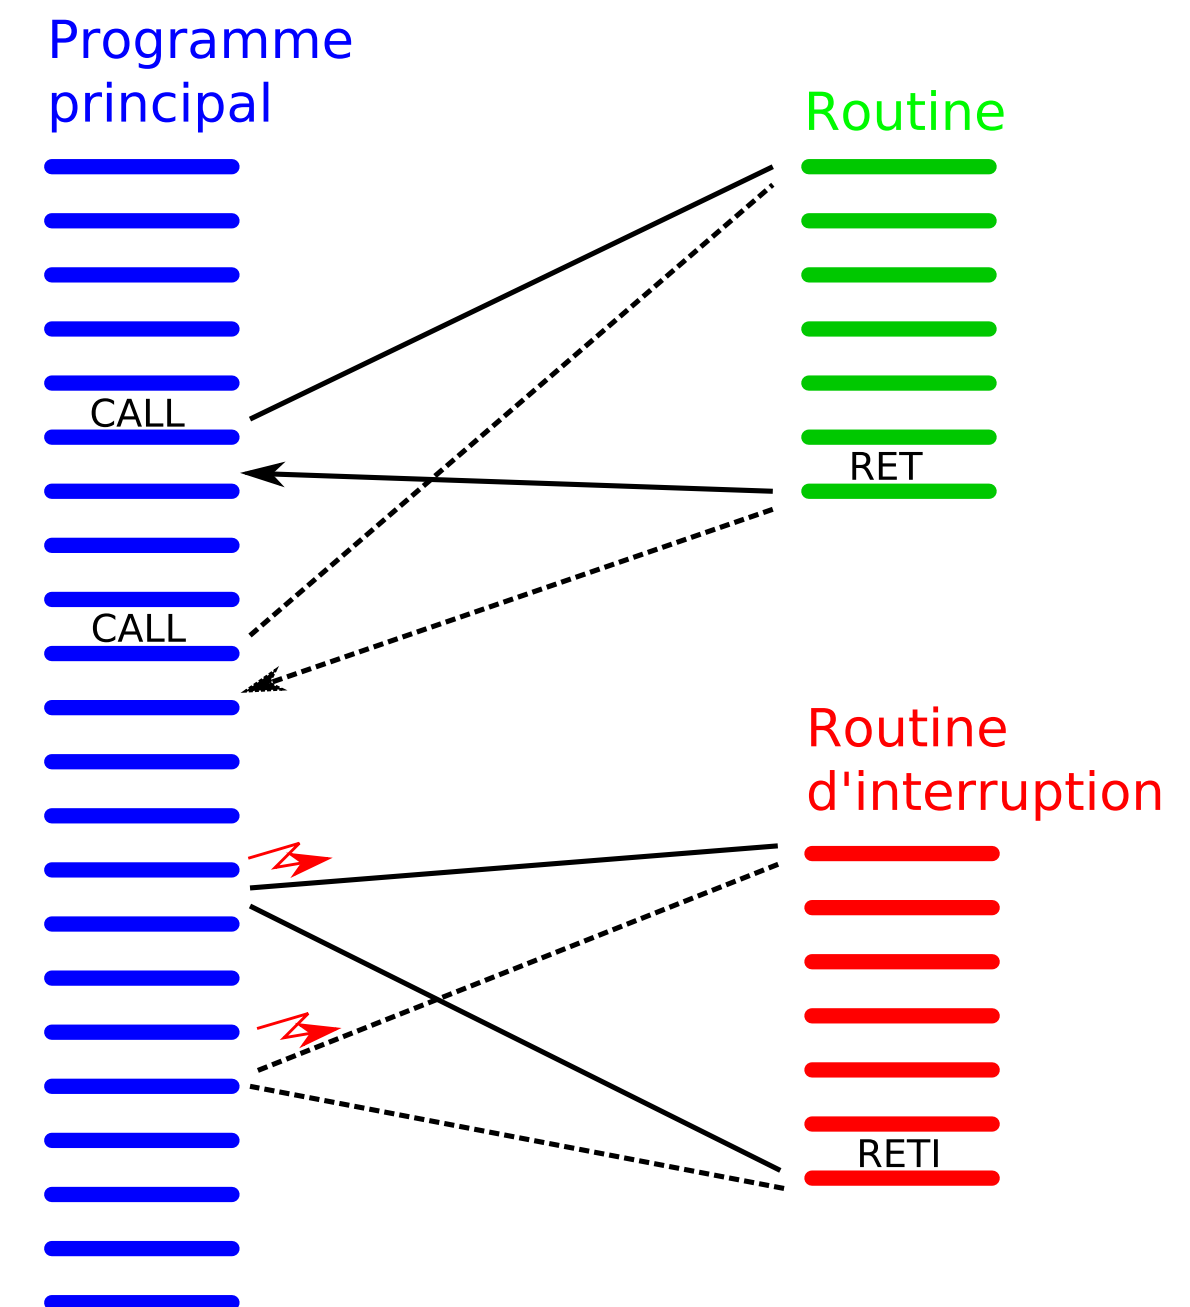 Programme
principal
Routine
CALL
RET
CALL
Routine
d'interruption
RETI